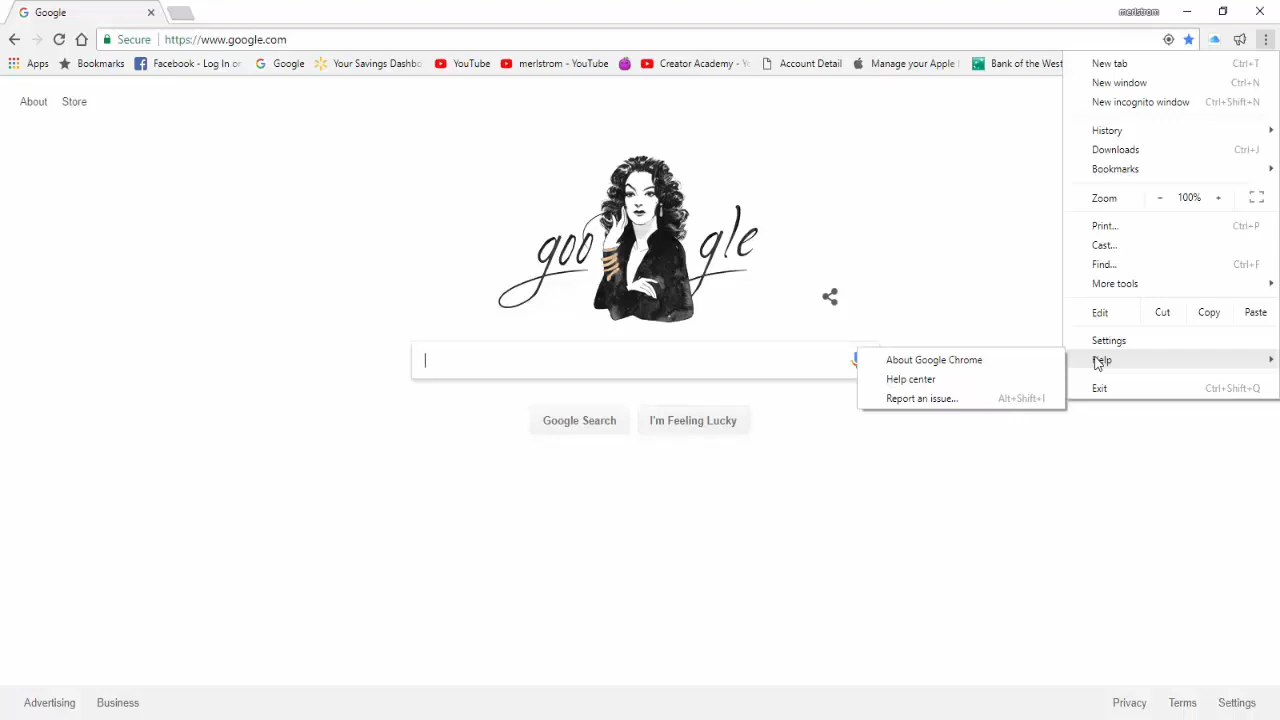 Google
merlstrom
Secure
https://www.google.com
Apps
Bookmarks
Facebook - Log In or
Google
Your Savings Dashbo
YouTube
merlstrom - YouTube
Creator Academy - Y
Account Detail
Manage your Apple I
Bank of the West
About
Store
google
Google Search
I'm Feeling Lucky
New tab Ctrl+T
New window Ctrl+N
New incognito window Ctrl+Shift+N
History
Downloads Ctrl+J
Bookmarks
Zoom - 100% +
Print... Ctrl+P
Cast...
Find... Ctrl+F
More tools
Edit Cut Copy Paste
Settings
Help
Exit Ctrl+Shift+Q
About Google Chrome
Help center
Report an issue... Alt+Shift+I
Advertising
Business
Privacy
Terms
Settings